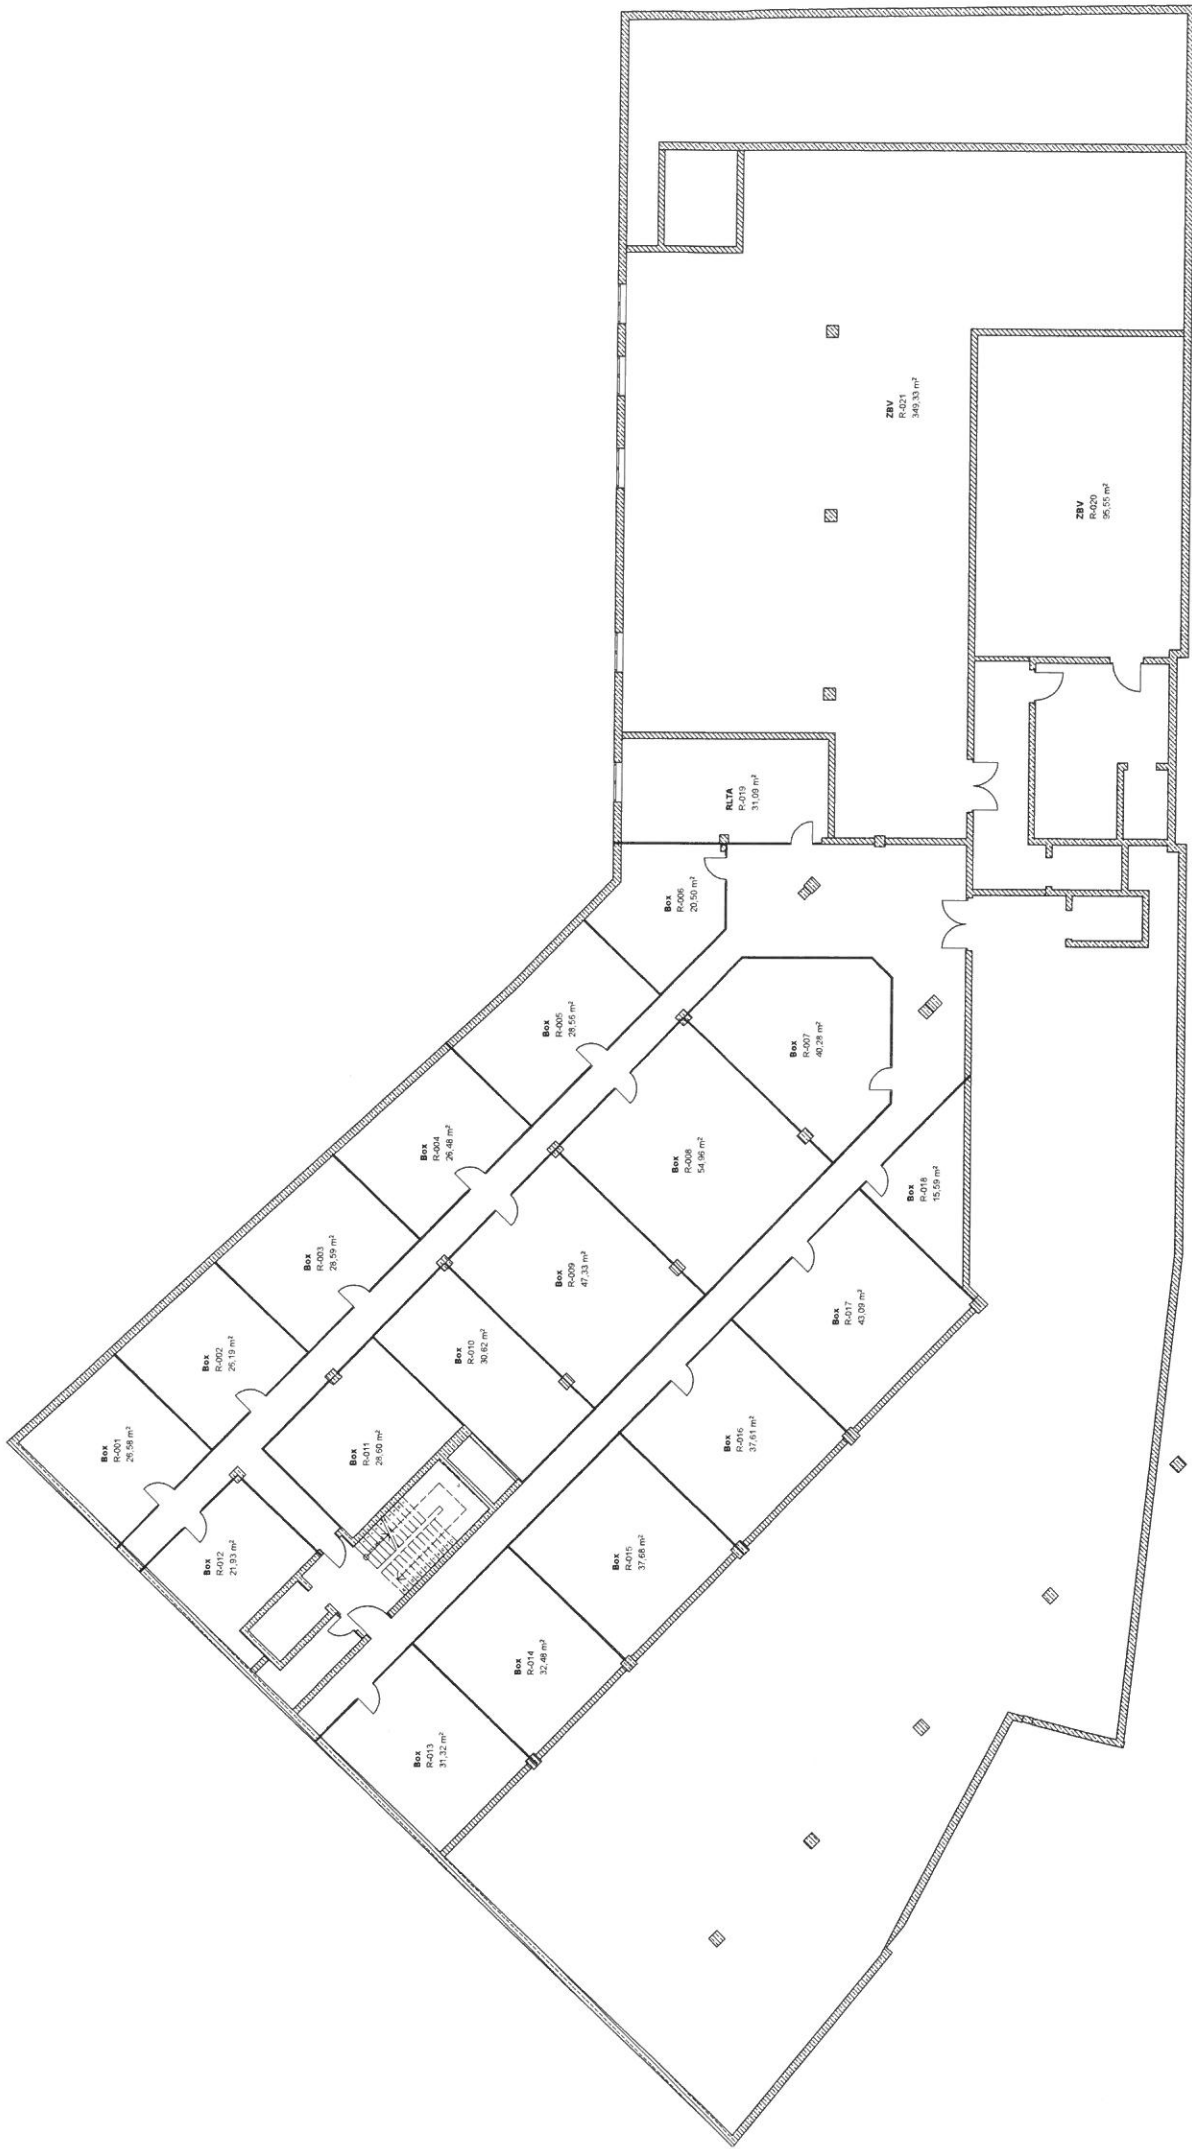 Box
R-001
26,58 m²
Box
R-002
25,19 m²
Box
R-003
28,59 m²
Box
R-004
26,48 m²
Box
R-005
28,56 m²
Box
R-006
20,50 m²
Box
R-007
40,28 m²
Box
R-008
54,96 m²
Box
R-009
47,33 m²
Box
R-010
30,62 m²
Box
R-011
28,60 m²
Box
R-012
21,93 m²
Box
R-013
31,32 m²
Box
R-014
32,48 m²
Box
R-015
37,68 m²
Box
R-016
37,61 m²
Box
R-017
43,09 m²
Box
R-018
15,59 m²
RLTA
R-019
31,09 m²
ZBV
R-020
95,55 m²
ZBV
R-021
349,33 m²